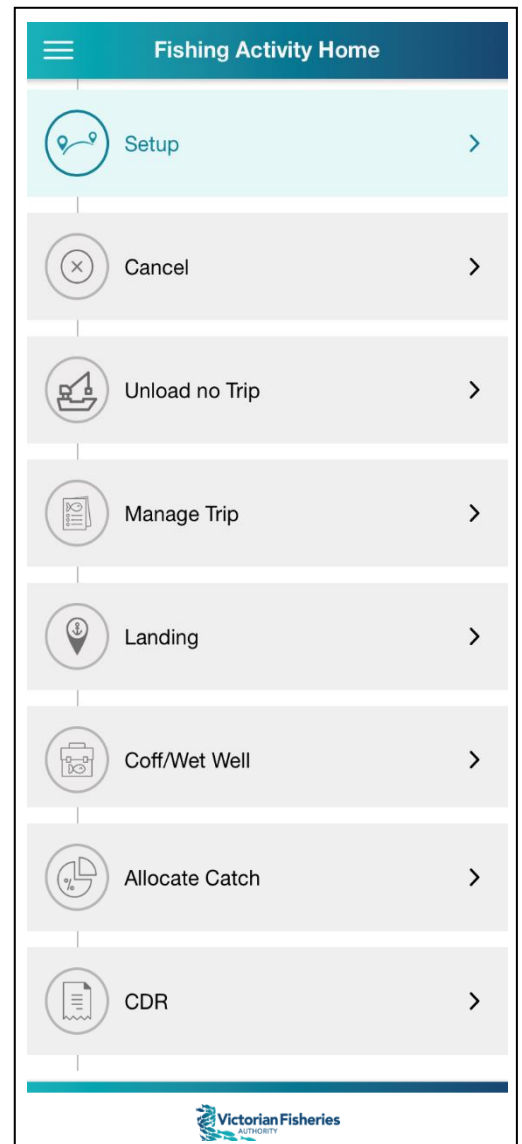 Fishing Activity Home
Setup
Cancel
Unload no Trip
Manage Trip
Landing
Coff/Wet Well
Allocate Catch
%
CDR
Victorian Fisheries
AUTHORITY